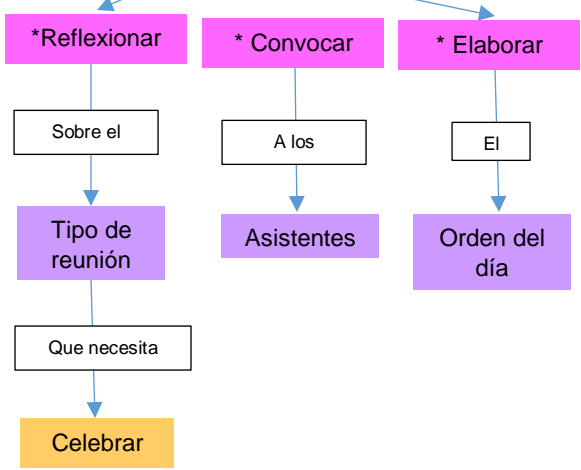 *Reflexionar
* Convocar
* Elaborar
Sobre el
A los
El
Tipo de
reunión
Asistentes
Orden del
día
Que necesita
Celebrar